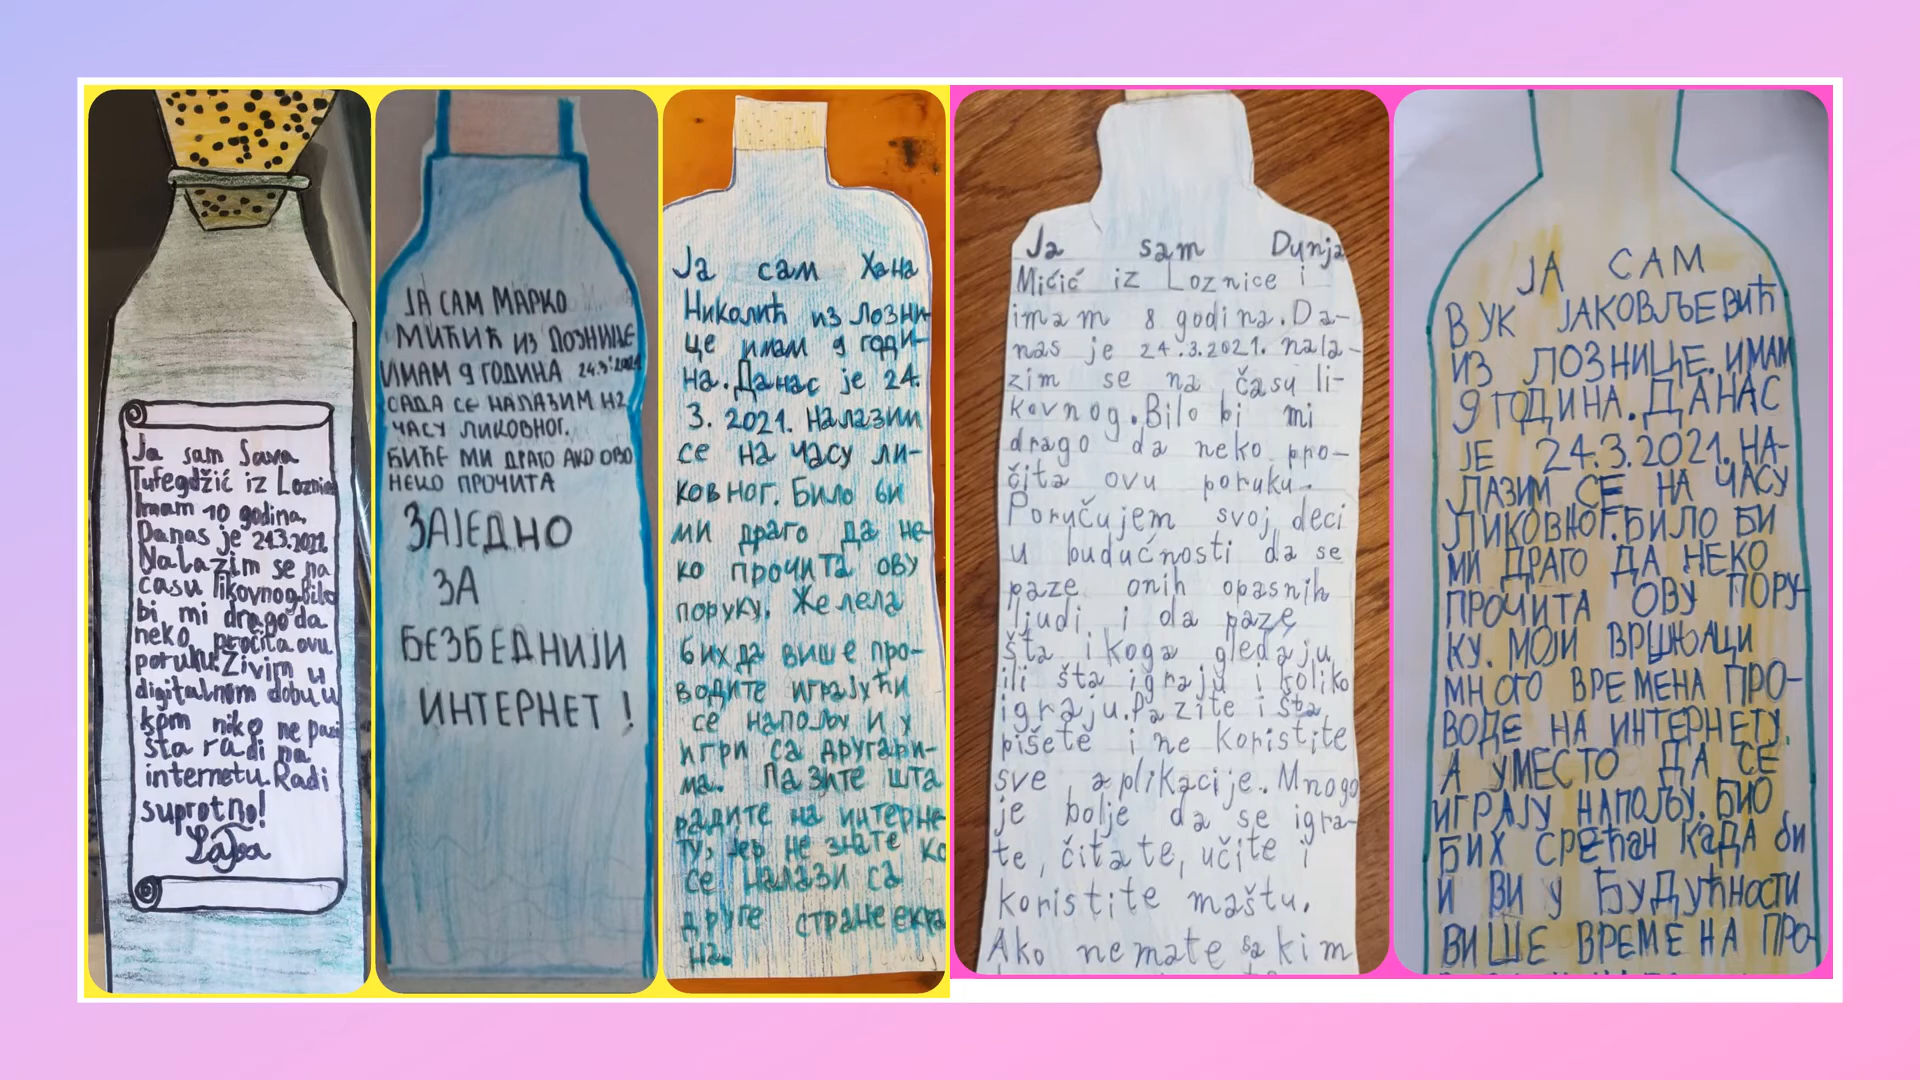 Ja sam Sava
Tufegdžić iz Loznice
Imam 10 godina.
Danas je 24.3.2021.
Nalazim se na
casu likovnog. Bilo
bi mi drago da
neko pročita ovu
poruku. Živim u
digitalnom dobu u
kom niko ne pazi
šta radi na
internetu. Radi
suprotno!
ЈА САМ МАРКО
МИЋИЋ ИЗ ЛОЗНИЦЕ
ИМАМ 9 ГОДИНА 24.3.2021
САДА СЕ НАЛАЗИМ НА
ЧАСУ ЛИКОВНОГ.
БИЋЕ МИ ДРАГО АКО ОВО
НЕКО ПРОЧИТА
ЗАЈЕДНО
ЗА
БЕЗБЕДНИЈИ
ИНТЕРНЕТ!
Ја сам Хана
Николић из Лозни-
це имам 9 годи-
на. Данас је 24.
3. 2021. Налазим
се на часу ли-
ковног. Било би
ми драго да не-
ко прочита ову
поруку. Желела
бих да више про-
водите играјући
се напољу и у
игри са другари-
ма. Пазите шта
радите на интерне-
ту, јер не знате ко
се налази са
друге стране екра
на.
Ja sam Dunja
Mićić iz Loznice i
imam 8 godina. Da-
nas je 24.3.2021. nala-
zim se na času li-
kovnog. Bilo bi mi
drago da neko pro-
čita ovu poruku.
Poručujem svoj deci
u budućnosti da se
paze onih opasnih
ljudi i da paze
šta i koga gledaju
ili šta igraju i koliko
igraju. Pazite i šta
pišete i ne koristite
sve aplikacije. Mnogo
je bolje da se igra-
te, čitate, učite i
koristite maštu.
Ako nemate sa kim
ЈА САМ
ВУК ЈАКОВЉЕВИЋ
ИЗ ЛОЗНИЦЕ. ИМАМ
9 ГОДИНА. ДАНАС
ЈЕ 24.3.2021. НА-
ЛАЗИМ СЕ НА ЧАСУ
ЛИКОВНОГ. БИЛО БИ
МИ ДРАГО ДА НЕКО
ПРОЧИТА ОВУ ПОРУ-
КУ. МОЈИ ВРШЊАЦИ
МНОГО ВРЕМЕНА ПРО-
ВОДЕ НА ИНТЕРНЕТУ,
А УМЕСТО ДА СЕ
ИГРАЈУ НАПОЉУ. БИО
БИХ СРЕЋАН КАДА би
И ВИ У БУДУЋНОСТИ
ВИШЕ ВРЕМЕНА ПРО-